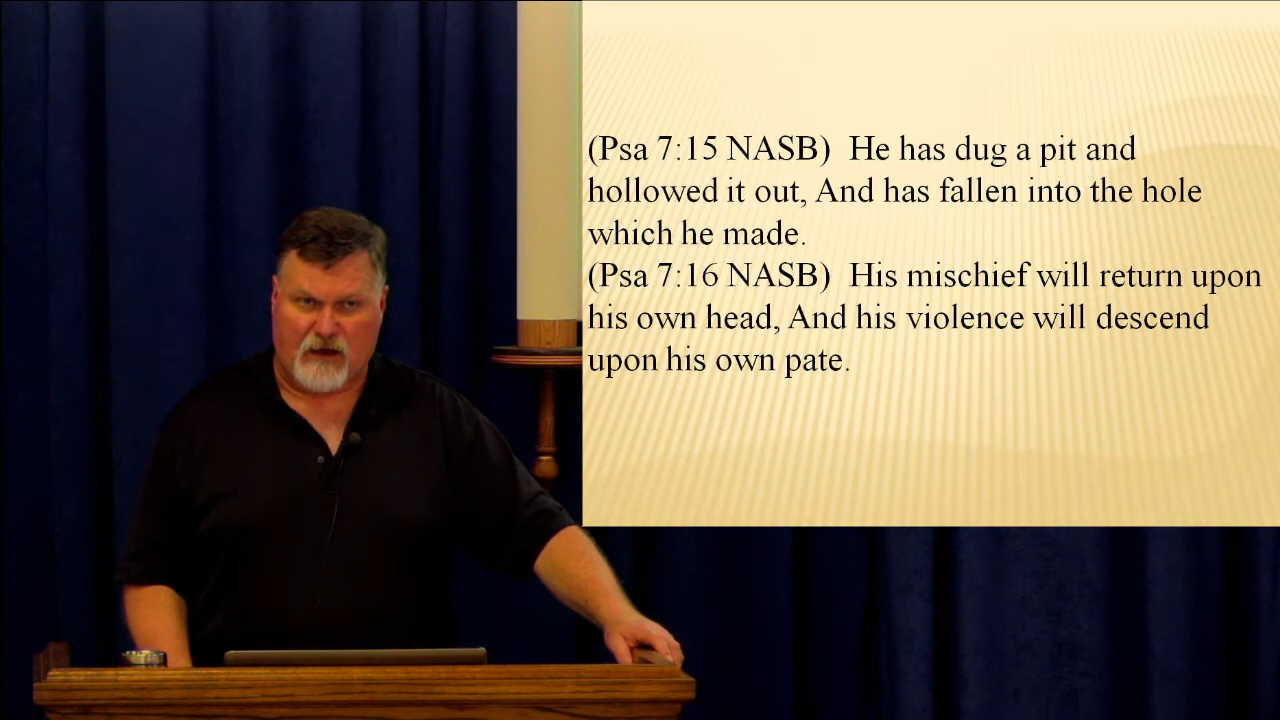 (Psa 7:15 NASB)  He has dug a pit and
hollowed it out, And has fallen into the hole
which he made.
(Psa 7:16 NASB)  His mischief will return upon
his own head, And his violence will descend
upon his own pate.